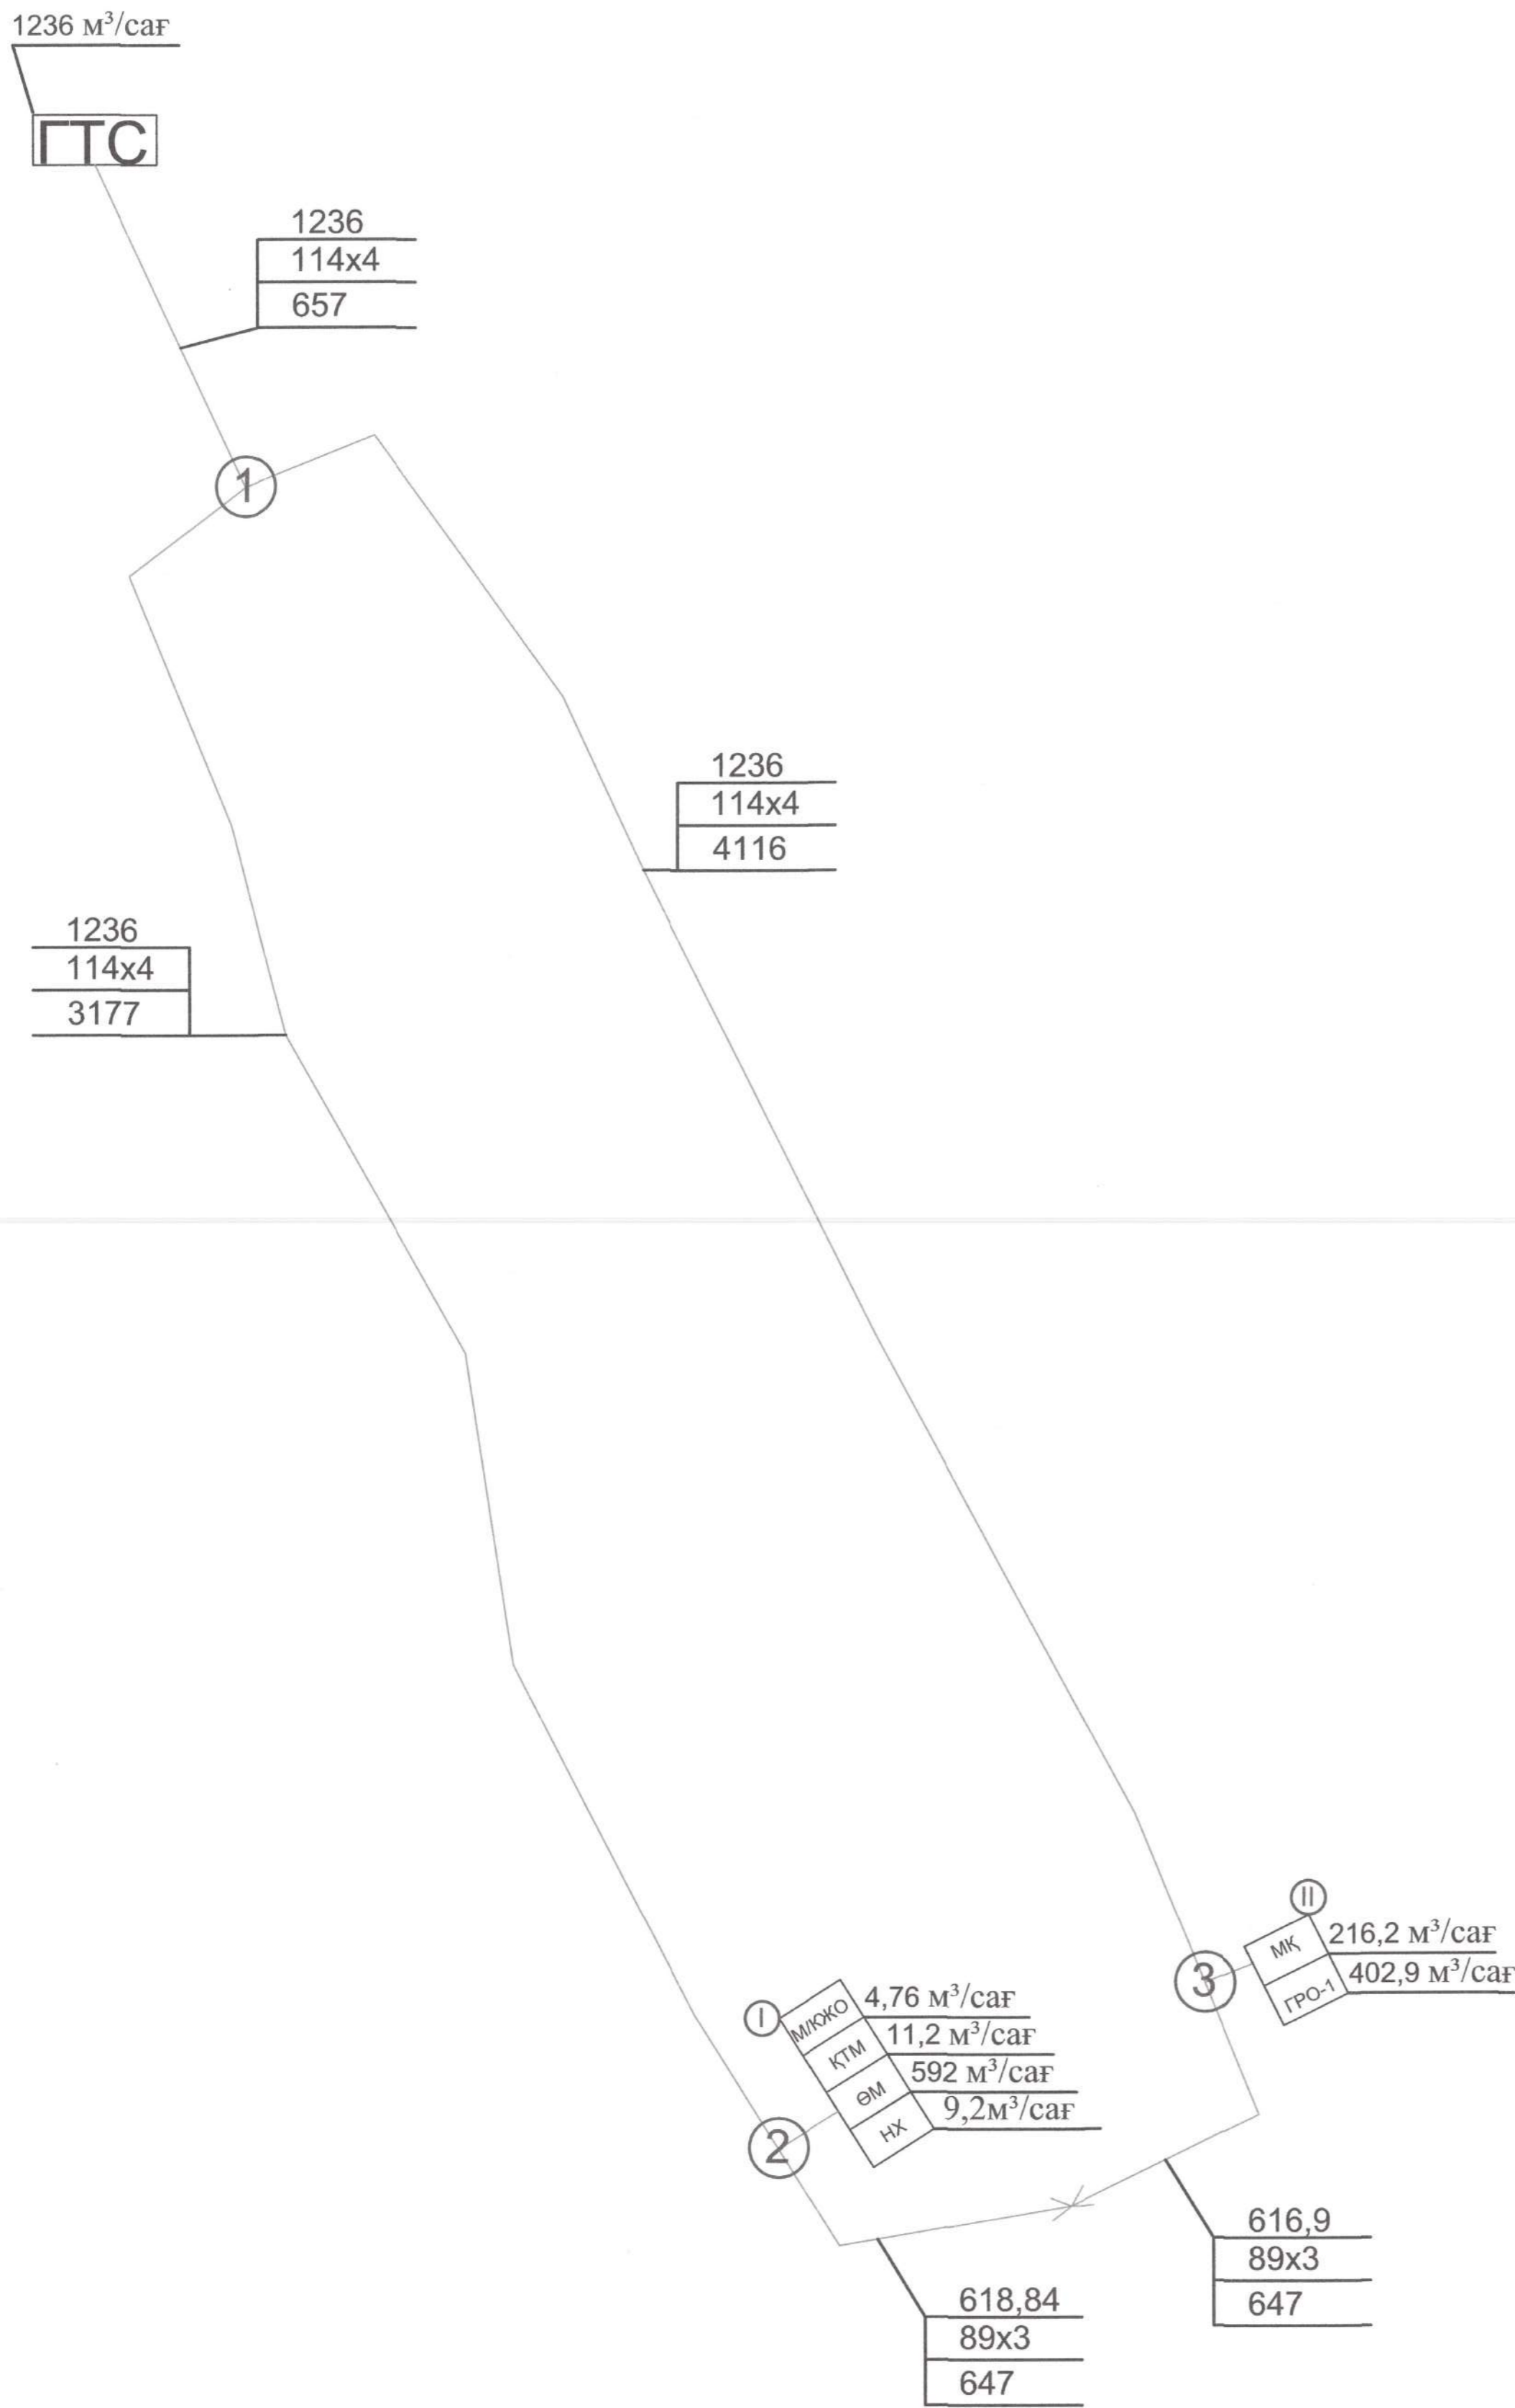 1236 м³/сағ
ГТС
1236
114x4
657
1
1236
114x4
4116
1236
114x4
3177
II
МҚ
216,2 м³/сағ
3
ГРО-1
402,9 м³/сағ
I
М/КЖО
4,76 м³/сағ
ҚТМ
11,2 м³/сағ
ӨМ
592 м³/сағ
НХ
9,2м³/сағ
2
616,9
89x3
647
618,84
89x3
647